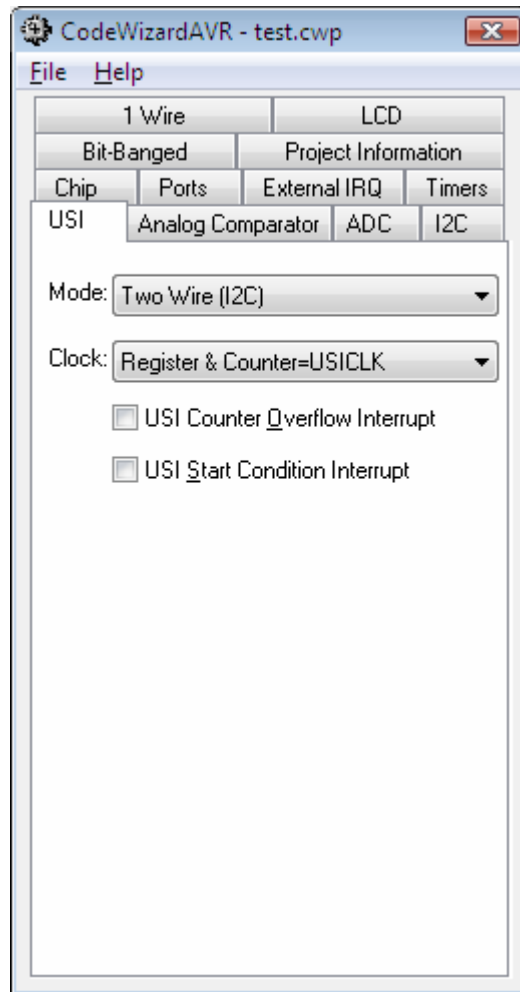 CodeWizardAVR - test.cwp
File Help
1 Wire LCD
Bit-Banged Project Information
Chip Ports External IRQ Timers
USI Analog Comparator ADC I2C
Mode: Two Wire (I2C)
Clock: Register & Counter=USICLK
USI Counter Overflow Interrupt
USI Start Condition Interrupt